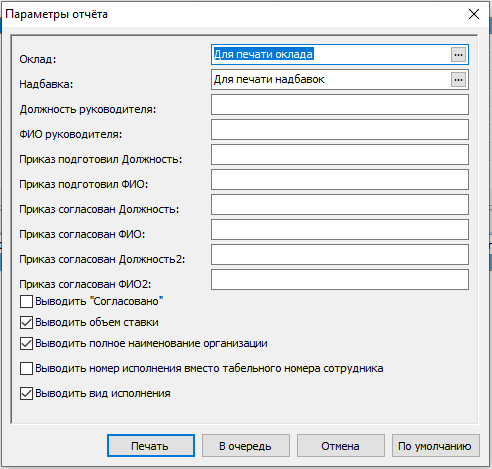 Параметры отчёта
Оклад: Для печати оклада ...
Надбавка: Для печати надбавок ...
Должность руководителя:
ФИО руководителя:
Приказ подготовил Должность:
Приказ подготовил ФИО:
Приказ согласован Должность:
Приказ согласован ФИО:
Приказ согласован Должность2:
Приказ согласован ФИО2:
Выводить "Согласовано"
Выводить объем ставки
Выводить полное наименование организации
Выводить номер исполнения вместо табельного номера сотрудника
Выводить вид исполнения
Печать В очередь Отмена По умолчанию